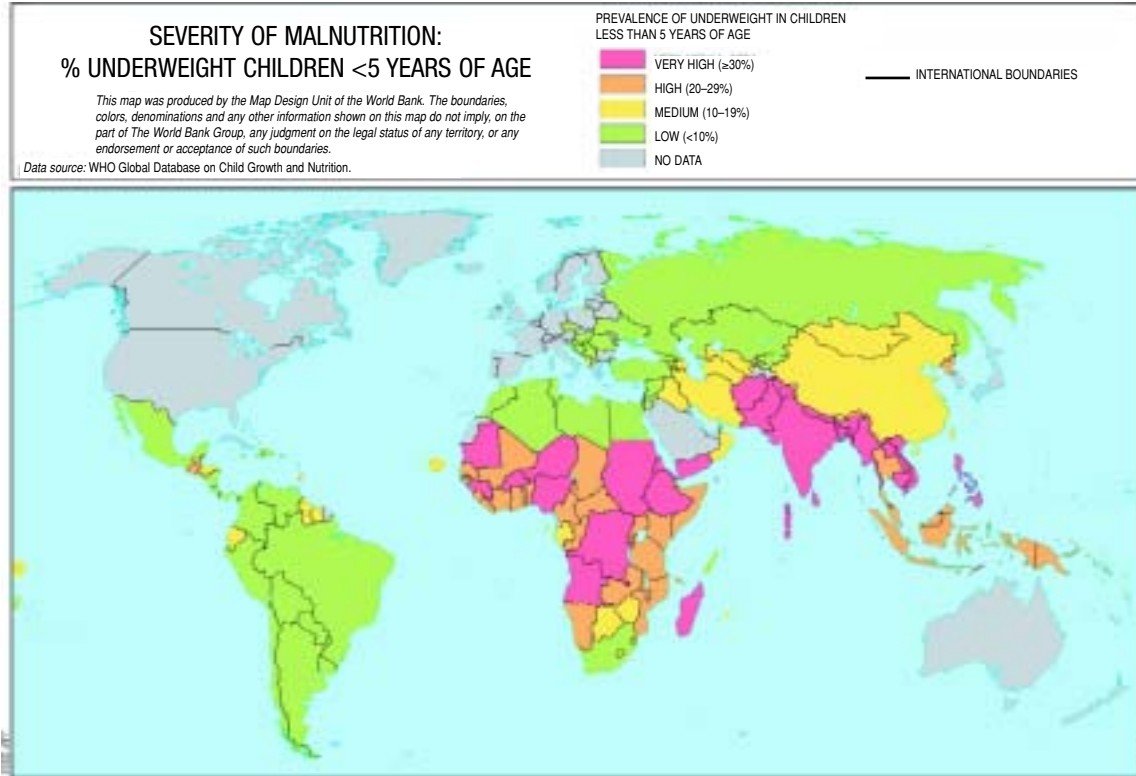 SEVERITY OF MALNUTRITION:
% UNDERWEIGHT CHILDREN <5 YEARS OF AGE
This map was produced by the Map Design Unit of the World Bank. The boundaries,
colors, denominations and any other information shown on this map do not imply, on the
part of The World Bank Group, any judgment on the legal status of any territory, or any
endorsement or acceptance of such boundaries.
Data source: WHO Global Database on Child Growth and Nutrition.
PREVALENCE OF UNDERWEIGHT IN CHILDREN
LESS THAN 5 YEARS OF AGE
VERY HIGH (≥30%)
HIGH (20–29%)
MEDIUM (10–19%)
LOW (<10%)
NO DATA
INTERNATIONAL BOUNDARIES